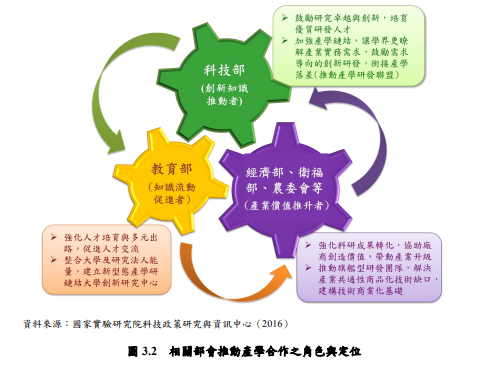 ➢ 鼓勵研究卓越與創新，培育
優質研發人才
➢ 加強產學鏈結，讓學界更瞭
解產業實務需求，鼓勵需求
導向的創新研發，銜接產學
落差(推動產學研發聯盟)
科技部
(創新知識
推動者)
教育部
(知識流動
促進者)
經濟部、衛福
部、農委會等
(產業價值推升者)
➢ 強化人才培育與多元出
路，促進人才交流
➢ 整合大學及研究法人能
量，建立新型態產學研
鏈結大學創新研究中心
➢ 強化科研成果轉化，協助廠
商創造價值，帶動產業升級
➢ 推動旗艦型研發團隊，解決
產業共通性商品化技術缺口，
建構技術商業化基礎
資料來源：國家實驗研究院科技政策研究與資訊中心（2016）
圖 3.2 相關部會推動產學合作之角色與定位